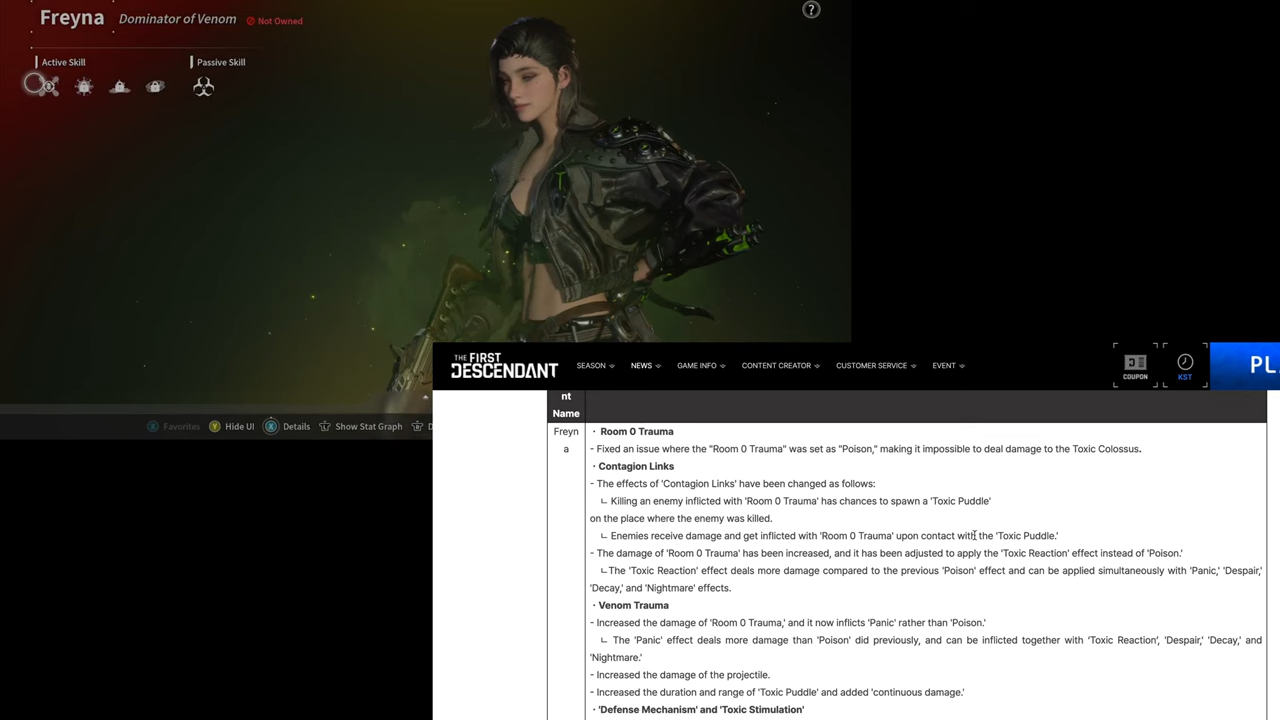 Freyna Dominator of Venom Not Owned
?
Active Skill
Passive Skill
Favorites
Y Hide UI
X Details
L Show Stat Graph
THE FIRST DESCENDANT
SEASON
NEWS
GAME INFO
CONTENT CREATOR
CUSTOMER SERVICE
EVENT
COUPON
KST
PL
nt
Name
Freyn
a
· Room 0 Trauma
- Fixed an issue where the "Room 0 Trauma" was set as "Poison," making it impossible to deal damage to the Toxic Colossus.
· Contagion Links
- The effects of 'Contagion Links' have been changed as follows:
ㄴ Killing an enemy inflicted with 'Room 0 Trauma' has chances to spawn a 'Toxic Puddle'
on the place where the enemy was killed.
ㄴ Enemies receive damage and get inflicted with 'Room 0 Trauma' upon contact with the 'Toxic Puddle.'
- The damage of 'Room 0 Trauma' has been increased, and it has been adjusted to apply the 'Toxic Reaction' effect instead of 'Poison.'
ㄴThe 'Toxic Reaction' effect deals more damage compared to the previous 'Poison' effect and can be applied simultaneously with 'Panic,' 'Despair,'
'Decay,' and 'Nightmare' effects.
· Venom Trauma
- Increased the damage of 'Room 0 Trauma,' and it now inflicts 'Panic' rather than 'Poison.'
ㄴ The 'Panic' effect deals more damage than 'Poison' did previously, and can be inflicted together with 'Toxic Reaction', 'Despair,' 'Decay,' and
'Nightmare.'
- Increased the damage of the projectile.
- Increased the duration and range of 'Toxic Puddle' and added 'continuous damage.'
· 'Defense Mechanism' and 'Toxic Stimulation'